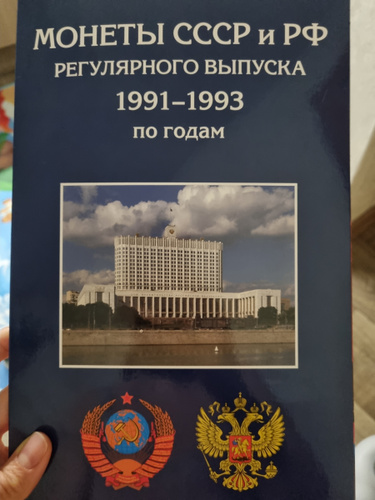 МОНЕТЫ СССР и РФ
РЕГУЛЯРНОГО ВЫПУСКА
1991–1993
по годам